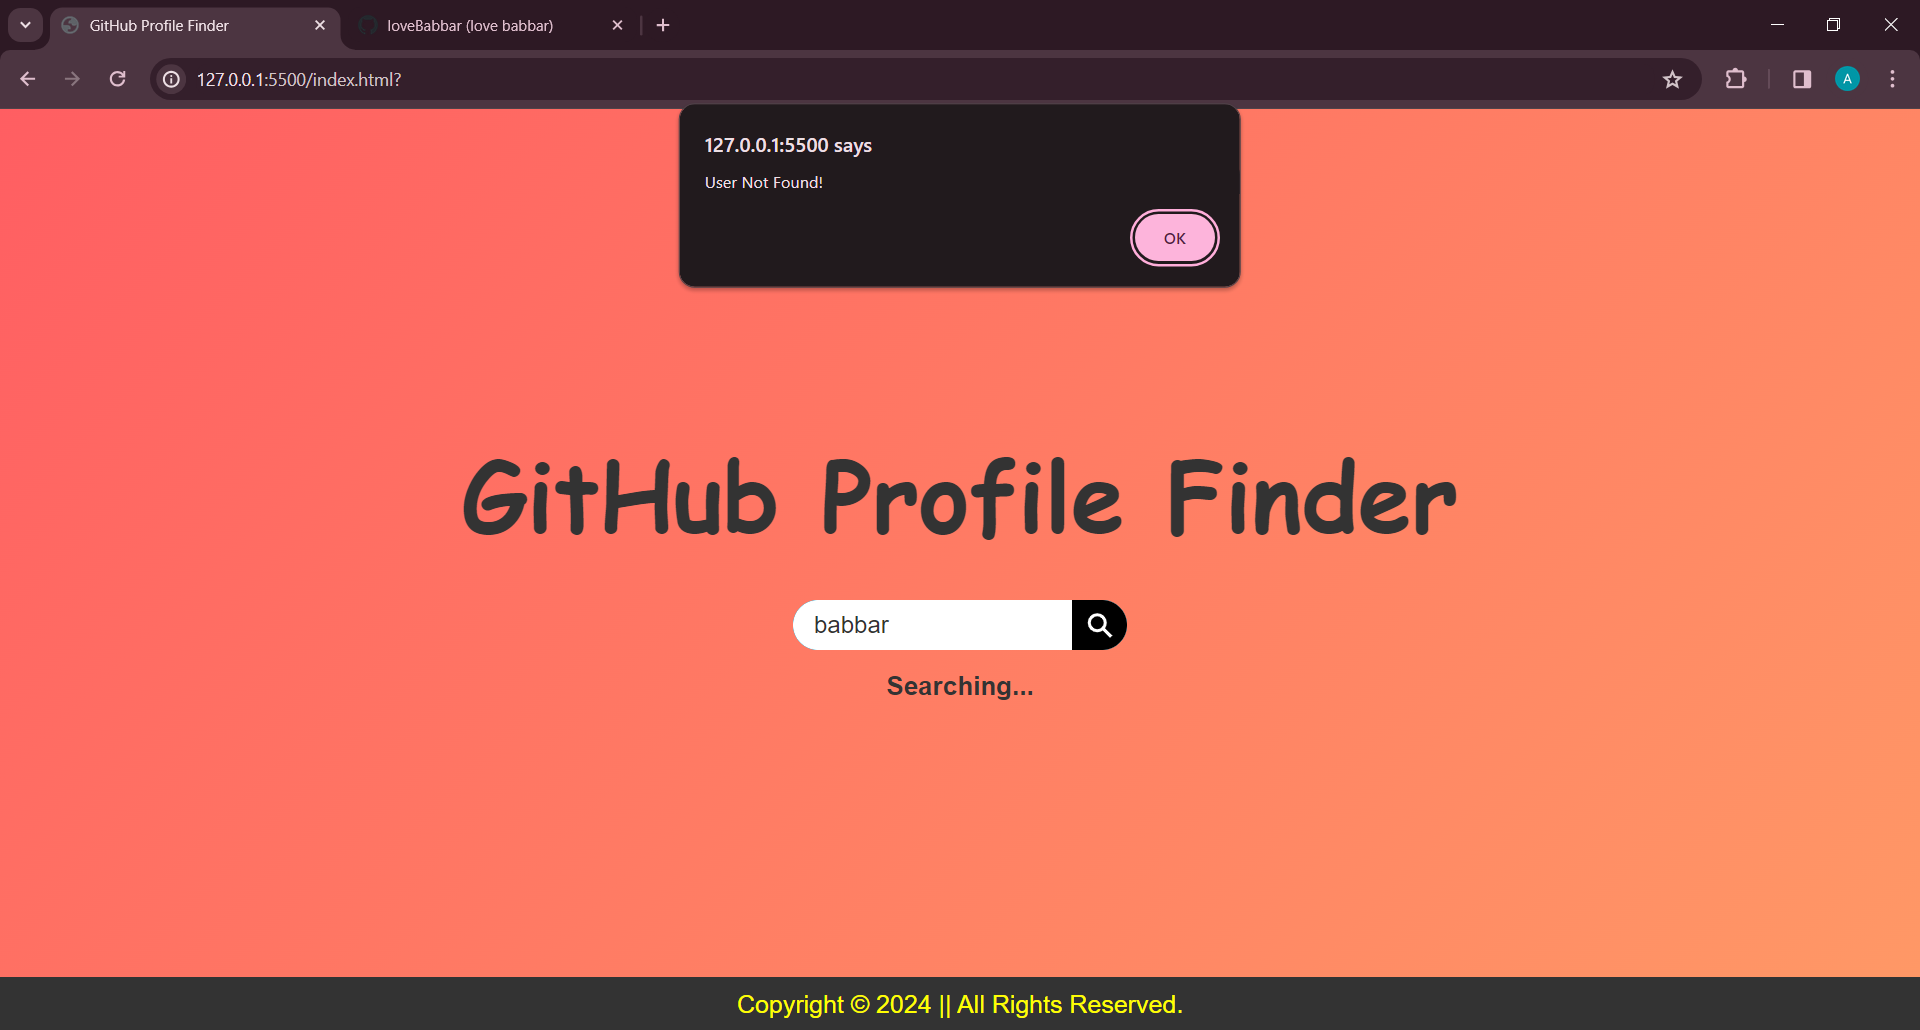 GitHub Profile Finder
loveBabbar (love babbar)
127.0.0.1:5500/index.html?
A
127.0.0.1:5500 says
User Not Found!
OK
GitHub Profile Finder
babbar
Searching...
Copyright © 2024 || All Rights Reserved.